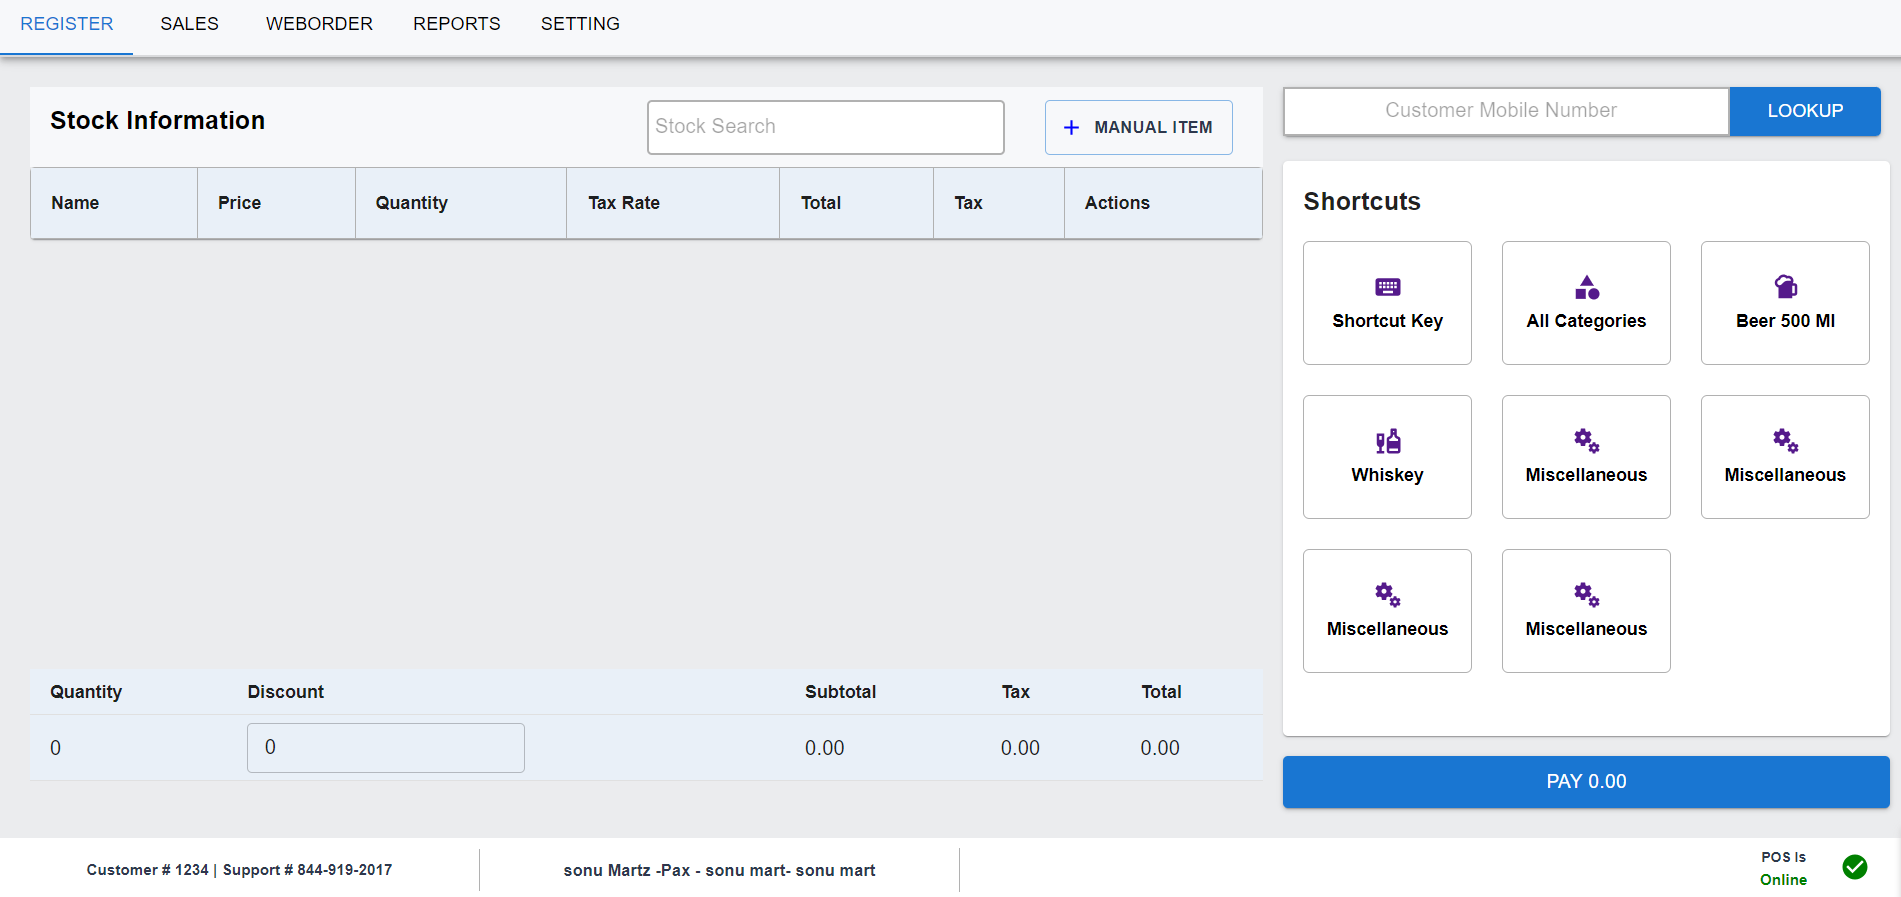 REGISTER SALES WEBORDER REPORTS SETTING
Stock Information Stock Search + MANUAL ITEM
Customer Mobile Number LOOKUP
Name Price Quantity Tax Rate Total Tax Actions
Shortcuts
Shortcut Key All Categories Beer 500 Ml
Whiskey Miscellaneous Miscellaneous
Miscellaneous Miscellaneous
Quantity Discount Subtotal Tax Total
0 0 0.00 0.00 0.00
PAY 0.00
Customer # 1234 | Support # 844-919-2017
sonu Martz -Pax - sonu mart- sonu mart
POS Is
Online